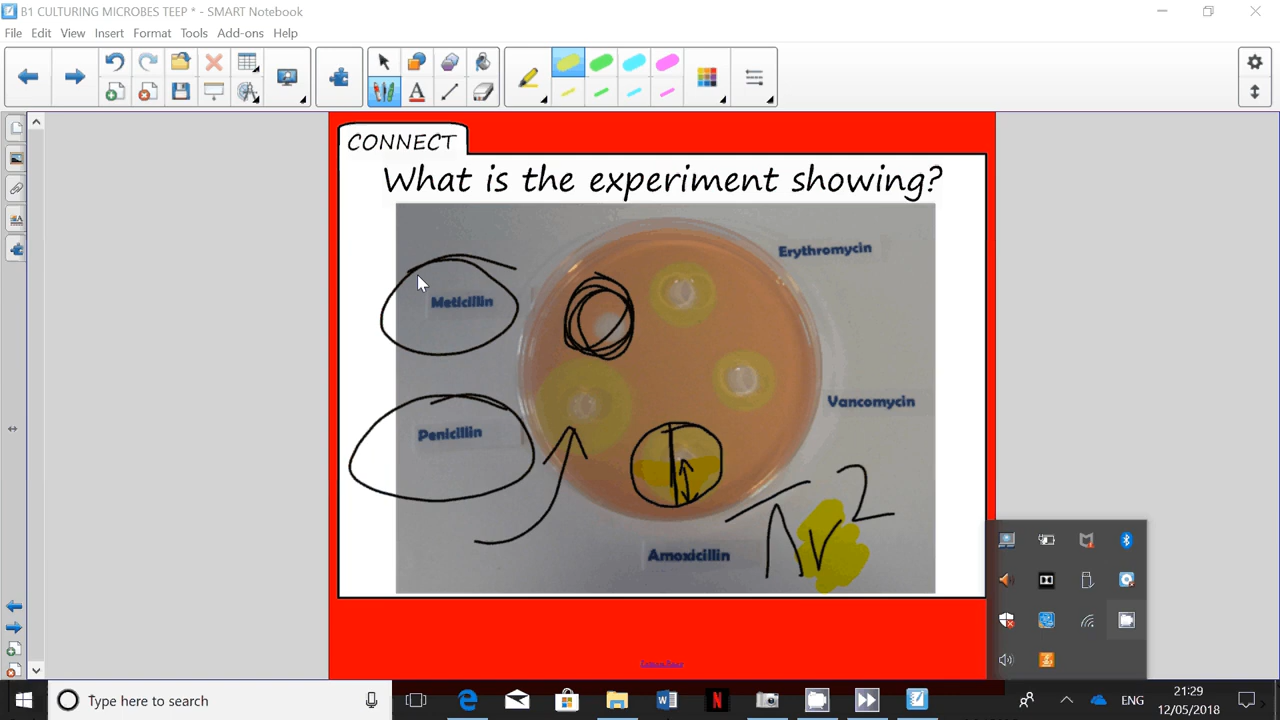 B1 CULTURING MICROBES TEEP * - SMART Notebook
File Edit View Insert Format Tools Add-ons Help
CONNECT
What is the experiment showing?
Erythromycin
Meticillin
Vancomycin
Penicillin
Amoxicillin
πr²
Type here to search
ENG
21:29
12/05/2018